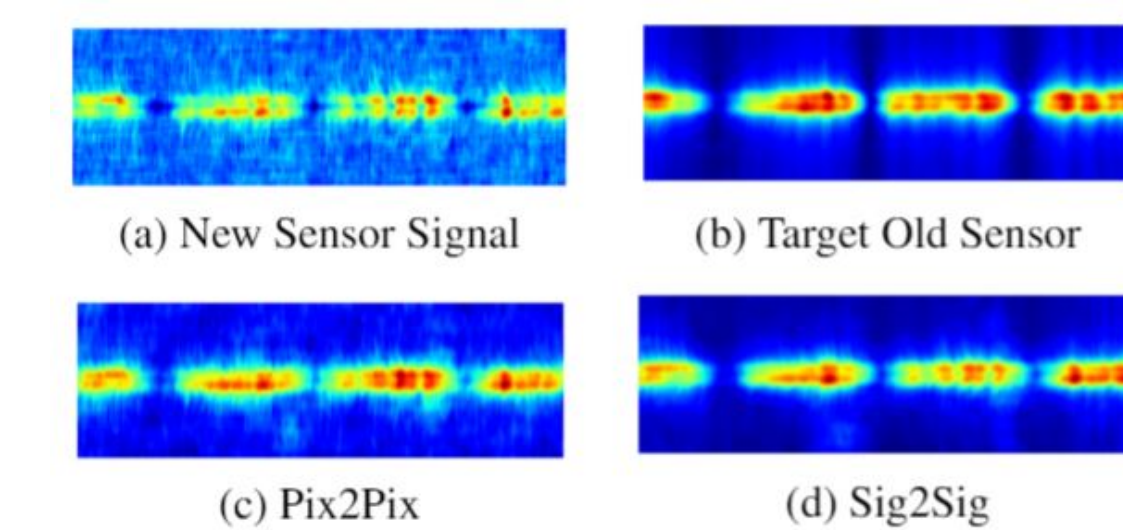 (a) New Sensor Signal
(b) Target Old Sensor
(c) Pix2Pix
(d) Sig2Sig